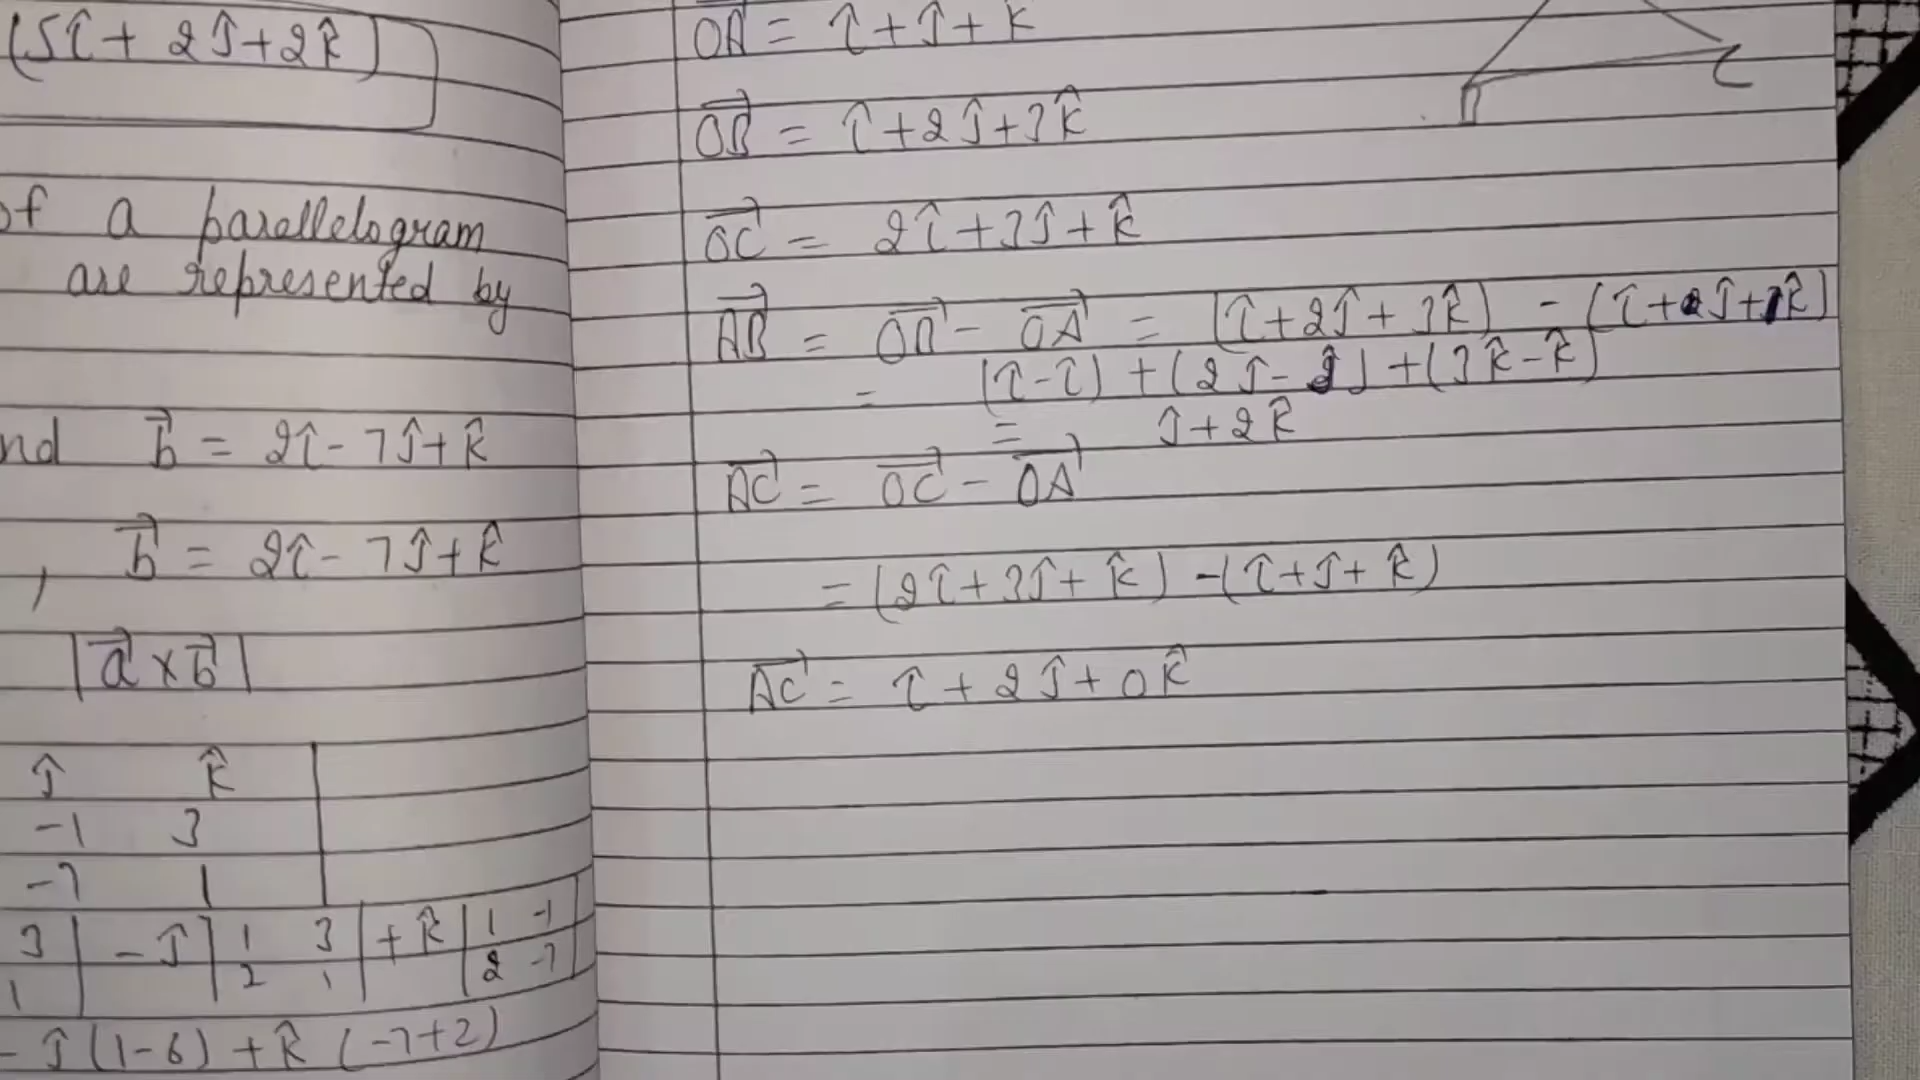 (5î + 2ĵ + 2k̂)
of a parellelogram
are represented by
nd b⃗ = 2î - 7ĵ + k̂
, b⃗ = 2î - 7ĵ + k̂
|a⃗ x b⃗|
ĵ k̂
-1 3
-7 1
3 | - ĵ | 1 3 | + k̂ | 1 -1 |
1 | | 2 1 | | 2 -7 |
- ĵ (1-6) + k̂ (-7+2)
OA⃗ = î + ĵ + k̂
OB⃗ = î + 2ĵ + 3k̂
C
B
OC⃗ = 2î + 3ĵ + k̂
AB⃗ = OB⃗ - OA⃗ = (î + 2ĵ + 3k̂) - (î + ĵ + k̂)
= (î - î) + (2ĵ - ĵ) + (3k̂ - k̂)
= ĵ + 2k̂
AC⃗ = OC⃗ - OA⃗
= (2î + 3ĵ + k̂) - (î + ĵ + k̂)
AC⃗ = î + 2ĵ + 0k̂